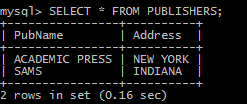 mysql> SELECT * FROM PUBLISHERS;
+----------------+----------+
| PubName        | Address  |
+----------------+----------+
| ACADEMIC PRESS | NEW YORK |
| SAMS           | INDIANA  |
+----------------+----------+
2 rows in set (0.16 sec)